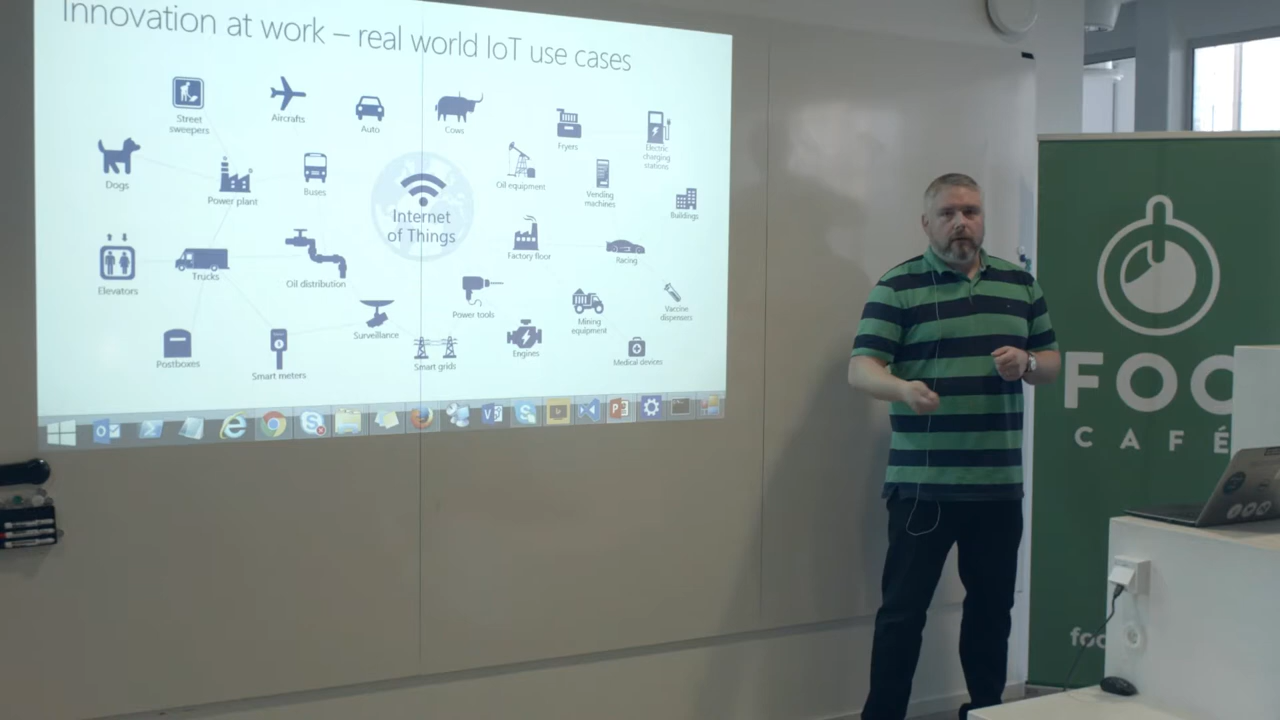 Innovation at work – real world IoT use cases
Street
sweepers
Aircrafts
Auto
Cows
Fryers
Electric
charging
stations
Dogs
Power plant
Buses
Internet
of Things
Oil equipment
Vending
machines
Buildings
Elevators
Trucks
Oil distribution
Factory floor
Racing
Power tools
Mining
equipment
Vaccine
dispensers
Postboxes
Smart meters
Surveillance
Smart grids
Engines
Medical devices
FOO
CAFÉ
foo